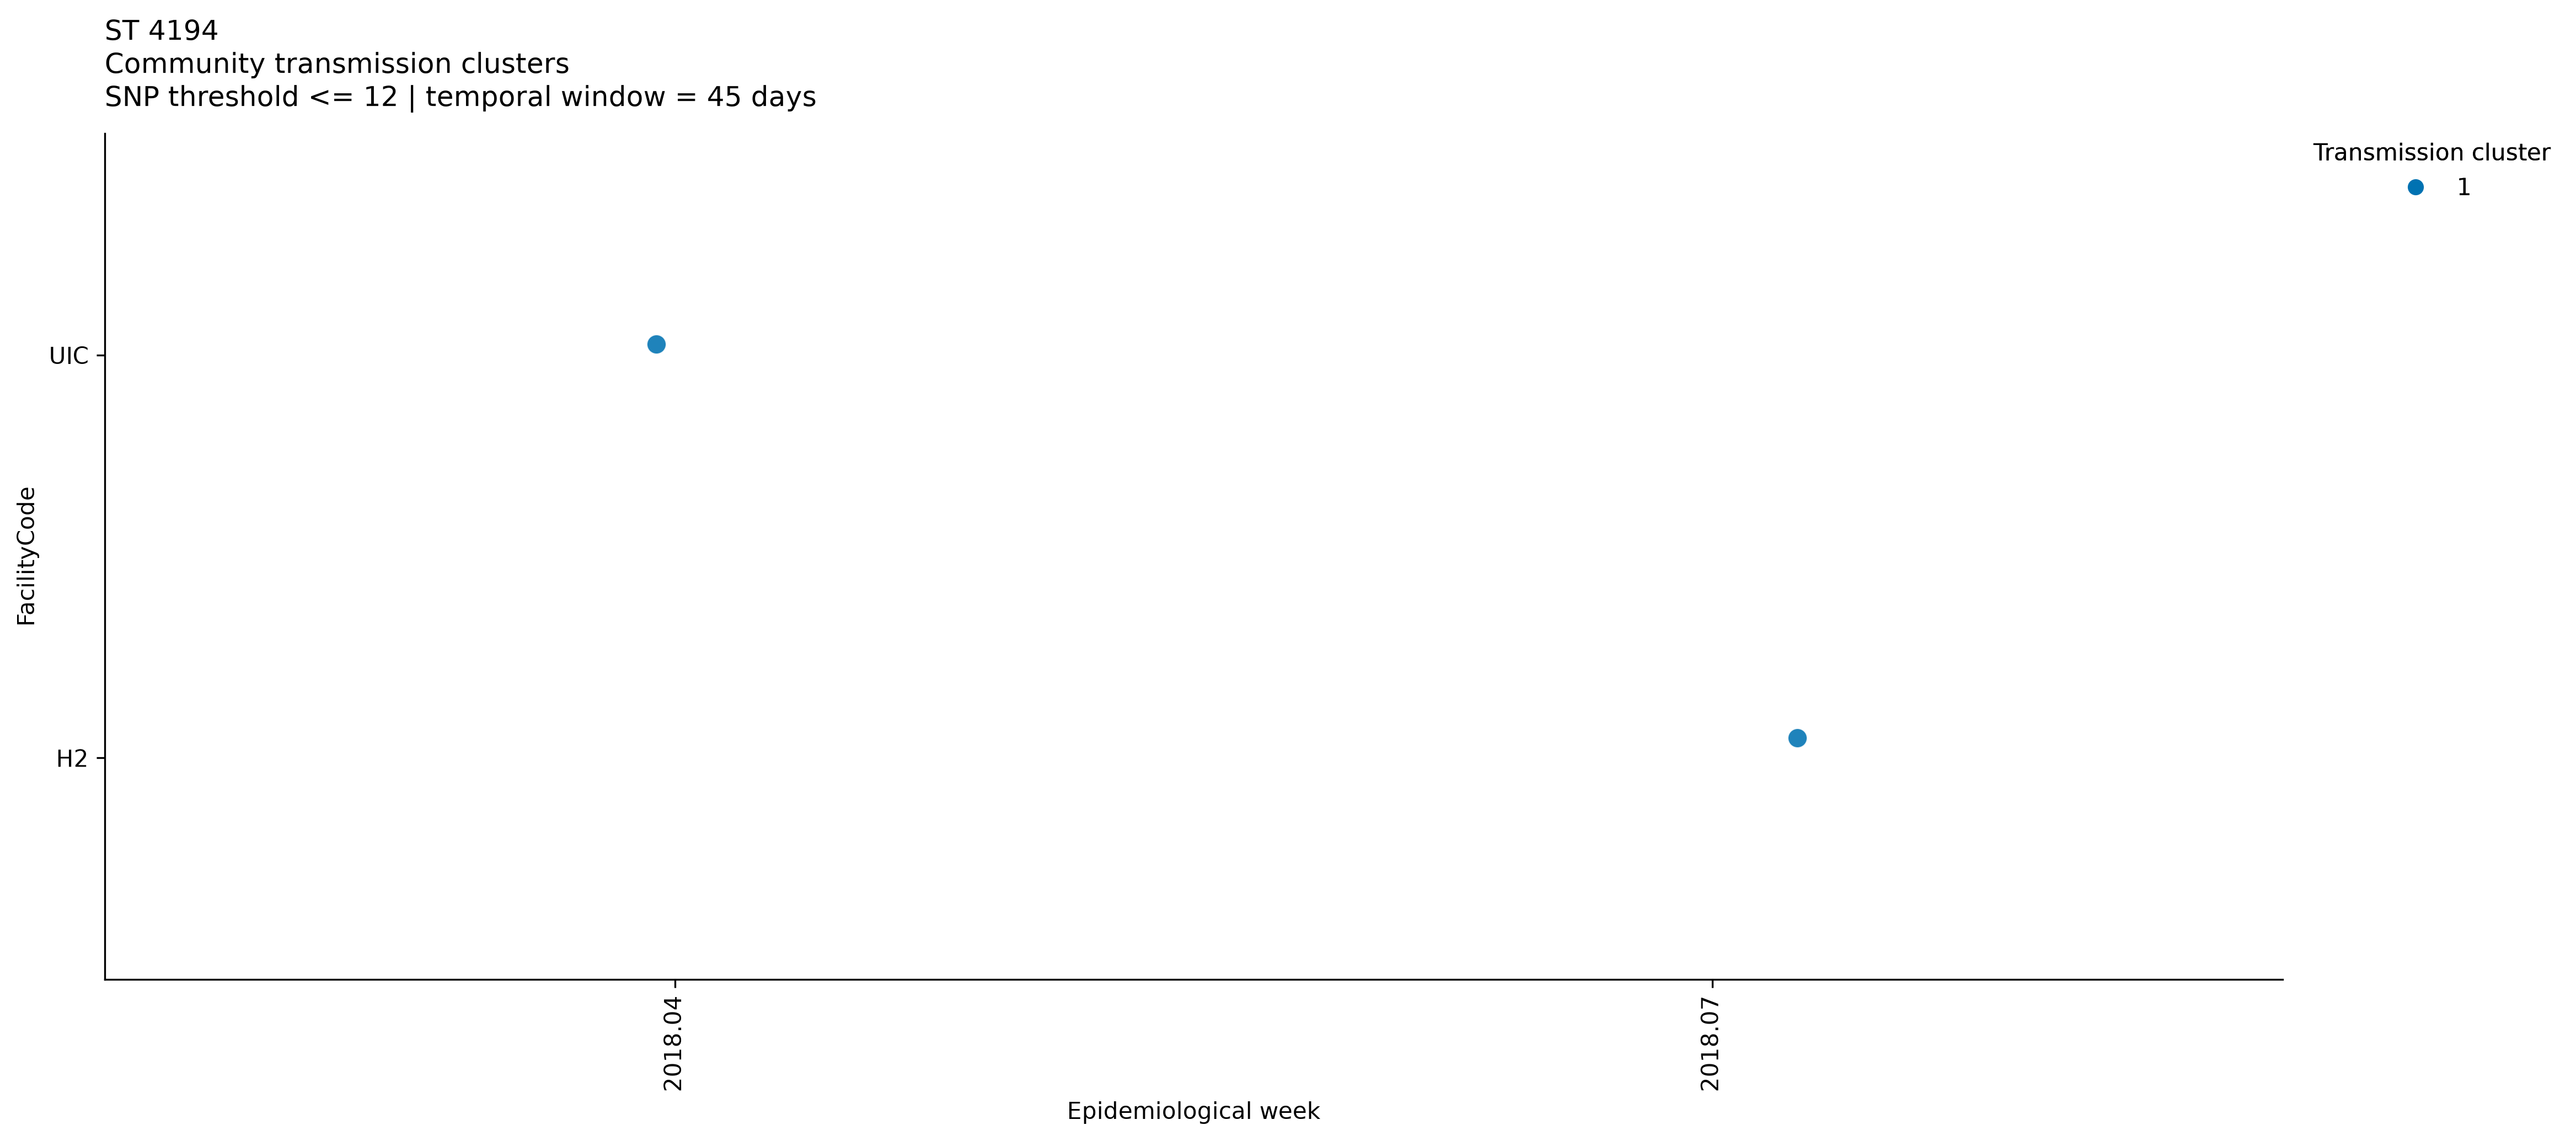 ST 4194
Community transmission clusters
SNP threshold <= 12 | temporal window = 45 days
Transmission cluster
1
UIC
H2
FacilityCode
2018.04
2018.07
Epidemiological week